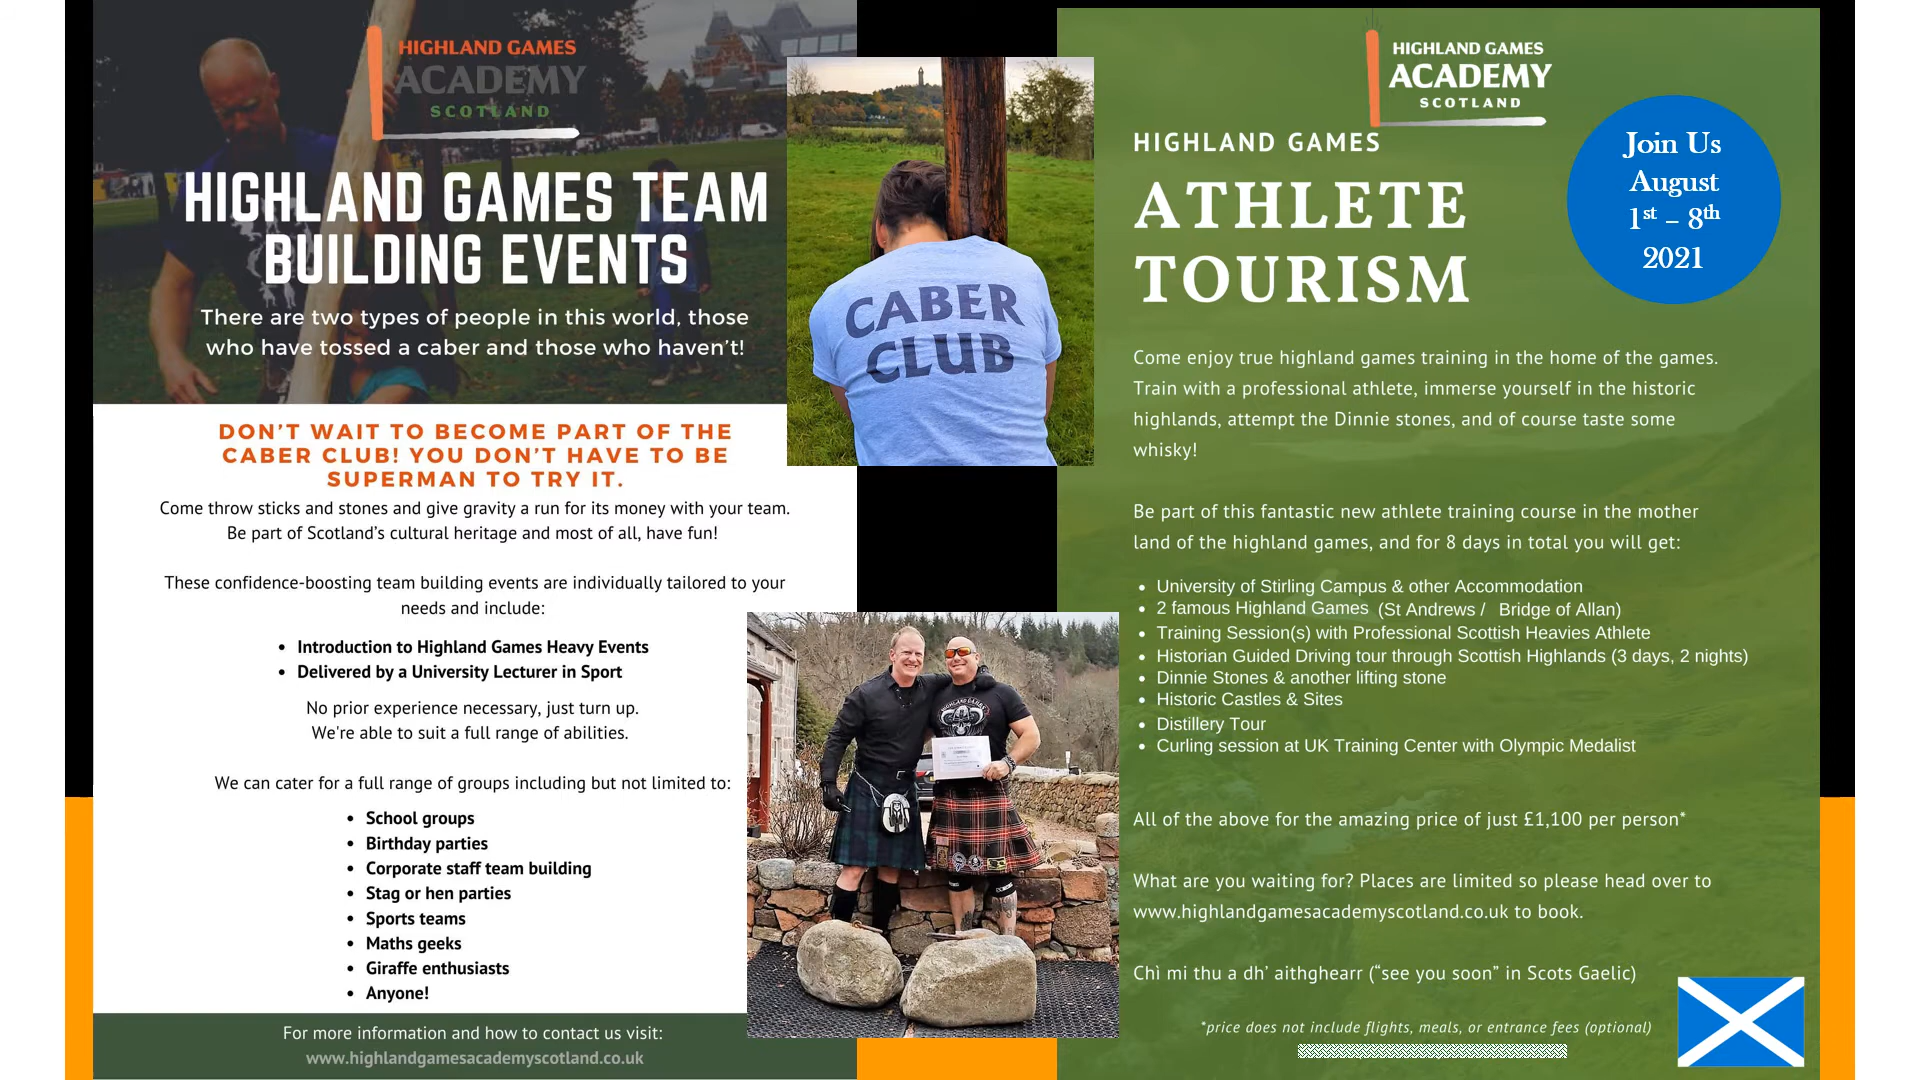 HIGHLAND GAMES
ACADEMY
SCOTLAND
HIGHLAND GAMES TEAM
BUILDING EVENTS
There are two types of people in this world, those
who have tossed a caber and those who haven't!
DON'T WAIT TO BECOME PART OF THE
CABER CLUB! YOU DON'T HAVE TO BE
SUPERMAN TO TRY IT.
Come throw sticks and stones and give gravity a run for its money with your team.
Be part of Scotland's cultural heritage and most of all, have fun!
These confidence-boosting team building events are individually tailored to your
needs and include:
• Introduction to Highland Games Heavy Events
• Delivered by a University Lecturer in Sport
No prior experience necessary, just turn up.
We're able to suit a full range of abilities.
We can cater for a full range of groups including but not limited to:
• School groups
• Birthday parties
• Corporate staff team building
• Stag or hen parties
• Sports teams
• Maths geeks
• Giraffe enthusiasts
• Anyone!
For more information and how to contact us visit:
www.highlandgamesacademyscotland.co.uk
CABER
CLUB
HIGHLAND GAMES
HIGHLAND GAMES
ACADEMY
SCOTLAND
HIGHLAND GAMES
ATHLETE
TOURISM
Join Us
August
1st – 8th
2021
Come enjoy true highland games training in the home of the games.
Train with a professional athlete, immerse yourself in the historic
highlands, attempt the Dinnie stones, and of course taste some
whisky!
Be part of this fantastic new athlete training course in the mother
land of the highland games, and for 8 days in total you will get:
• University of Stirling Campus & other Accommodation
• 2 famous Highland Games (St Andrews / Bridge of Allan)
• Training Session(s) with Professional Scottish Heavies Athlete
• Historian Guided Driving tour through Scottish Highlands (3 days, 2 nights)
• Dinnie Stones & another lifting stone
• Historic Castles & Sites
• Distillery Tour
• Curling session at UK Training Center with Olympic Medalist
All of the above for the amazing price of just £1,100 per person*
What are you waiting for? Places are limited so please head over to
www.highlandgamesacademyscotland.co.uk to book.
Chì mi thu a dh' aithghearr (“see you soon” in Scots Gaelic)
*price does not include flights, meals, or entrance fees (optional)